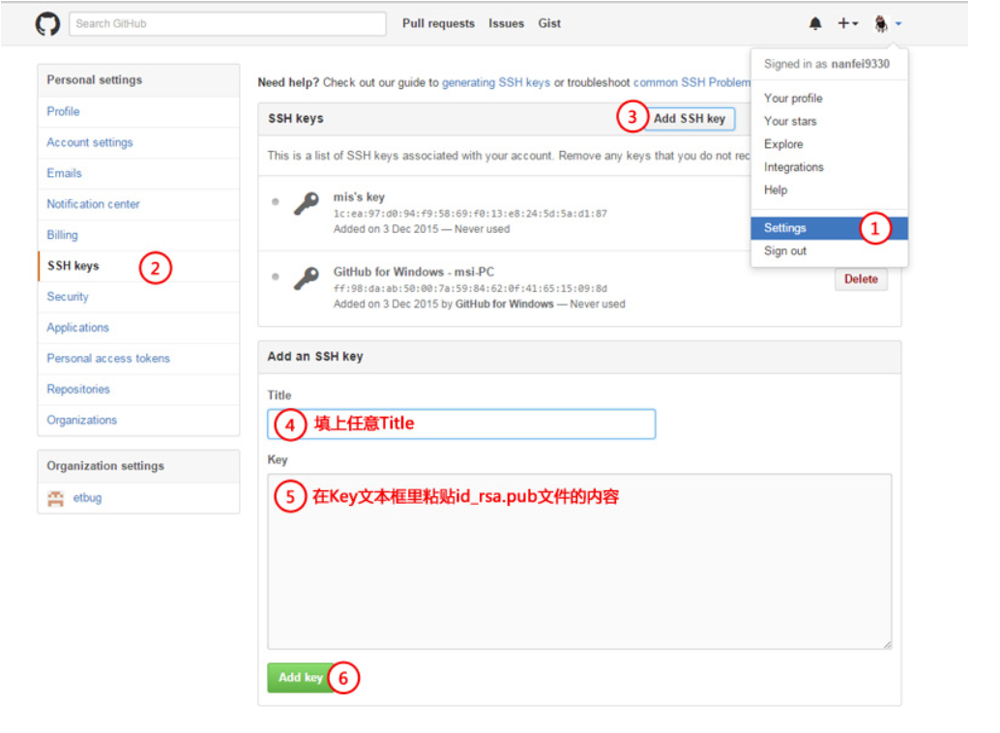 Search GitHub
Pull requests Issues Gist
Signed in as nanfei9330
Your profile
Your stars
Explore
Integrations
Help
Settings 1
Sign out
Personal settings
Profile
Account settings
Emails
Notification center
Billing
SSH keys 2
Security
Applications
Personal access tokens
Repositories
Organizations
Organization settings
etbug
Need help? Check out our guide to generating SSH keys or troubleshoot common SSH Problem
SSH keys 3 Add SSH key
This is a list of SSH keys associated with your account. Remove any keys that you do not rec
mis's key
1c:ea:97:d0:94:f9:58:69:f0:13:e8:24:5d:5a:d1:87
Added on 3 Dec 2015 — Never used
GitHub for Windows - msi-PC
ff:98:da:ab:50:00:7a:59:84:62:0f:41:65:15:09:8d
Added on 3 Dec 2015 by GitHub for Windows — Never used
Delete
Add an SSH key
Title
4 填上任意Title
Key
5 在Key文本框里粘贴id_rsa.pub文件的内容
Add key 6